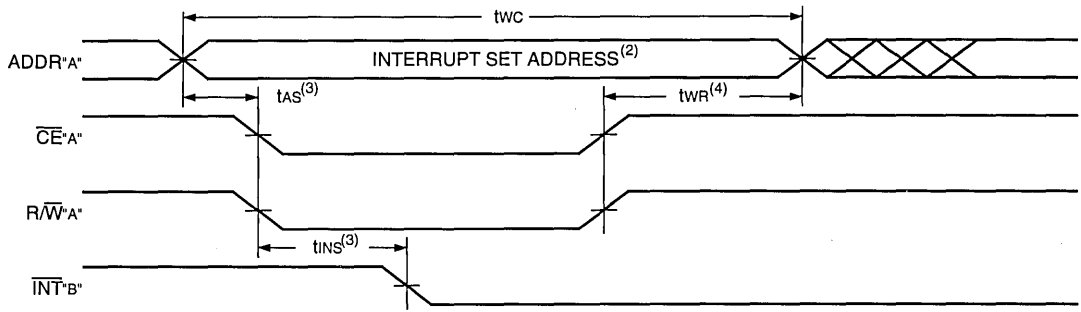 tWC
ADDR"A"
INTERRUPT SET ADDRESS(2)
tAS(3)
tWR(4)
CE"A"
R/W"A"
tINS(3)
INT"B"